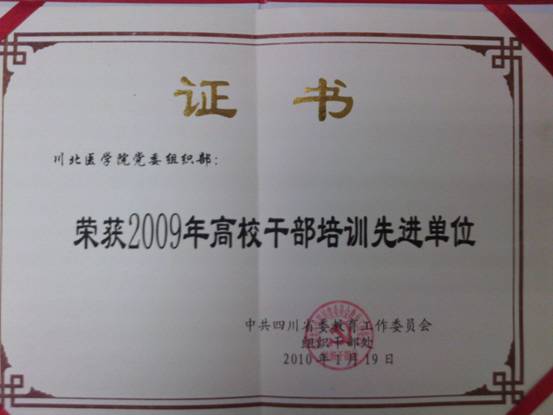 证书
川北医学院党委组织部：
荣获2009年高校干部培训先进单位
中共四川省委教育工作委员会
组织干部处
2010年1月19日